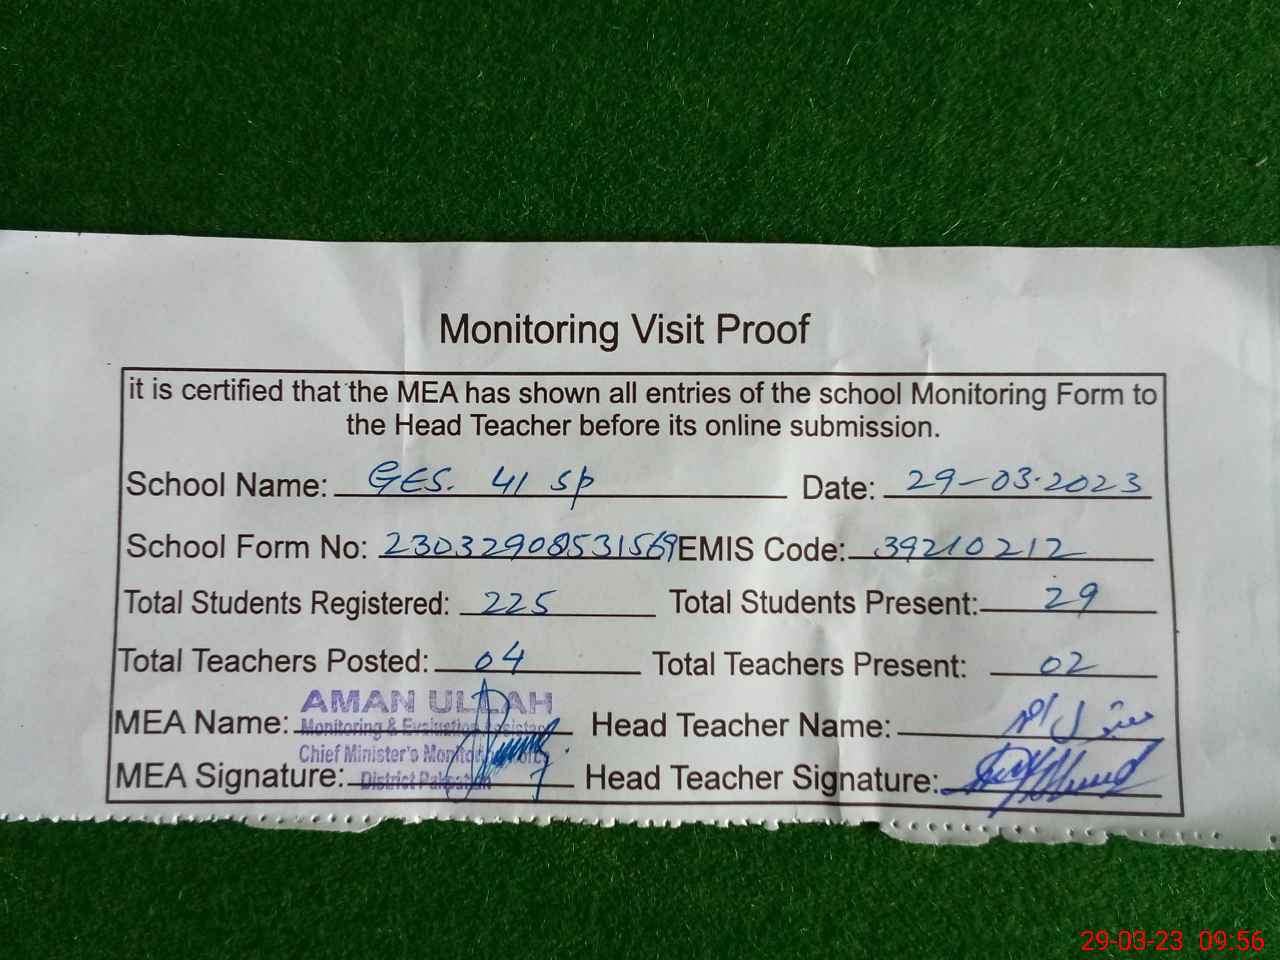 Monitoring Visit Proof
it is certified that the MEA has shown all entries of the school Monitoring Form to
the Head Teacher before its online submission.
School Name: GES. 41 SP Date: 29-03-2023
School Form No: 23032908531569 EMIS Code: 39210212
Total Students Registered: 225 Total Students Present: 29
Total Teachers Posted: 04 Total Teachers Present: 02
AMAN ULLAH
MEA Name: Monitoring & Evaluation Assistant Head Teacher Name:
Chief Minister's Monitoring
MEA Signature: District Pakpattan Head Teacher Signature:
29-03-23 09:56